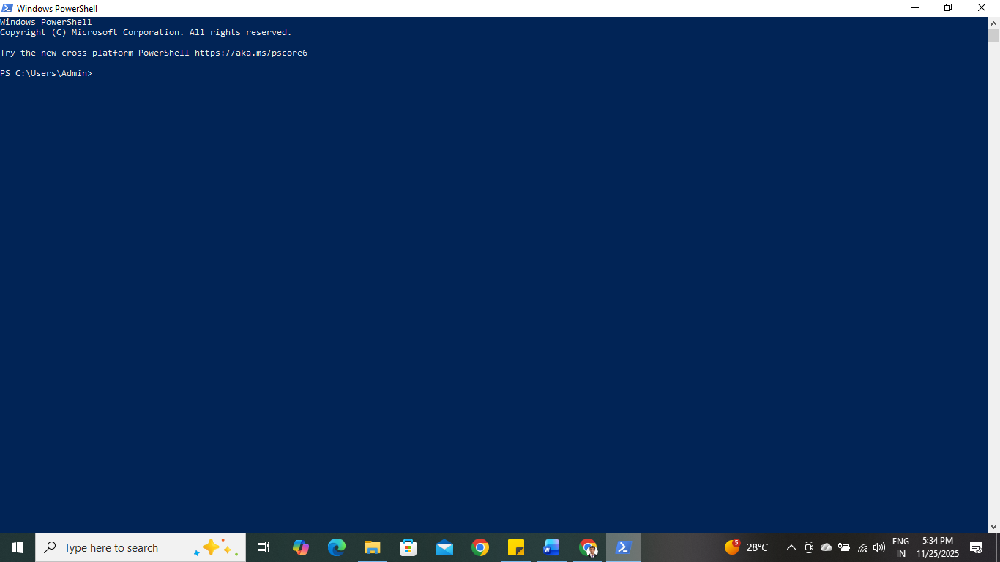 Windows PowerShell
Windows PowerShell
Copyright (C) Microsoft Corporation. All rights reserved.
Try the new cross-platform PowerShell https://aka.ms/pscore6
PS C:\Users\Admin>
Type here to search
5
28°C
ENG
IN
5:34 PM
11/25/2025